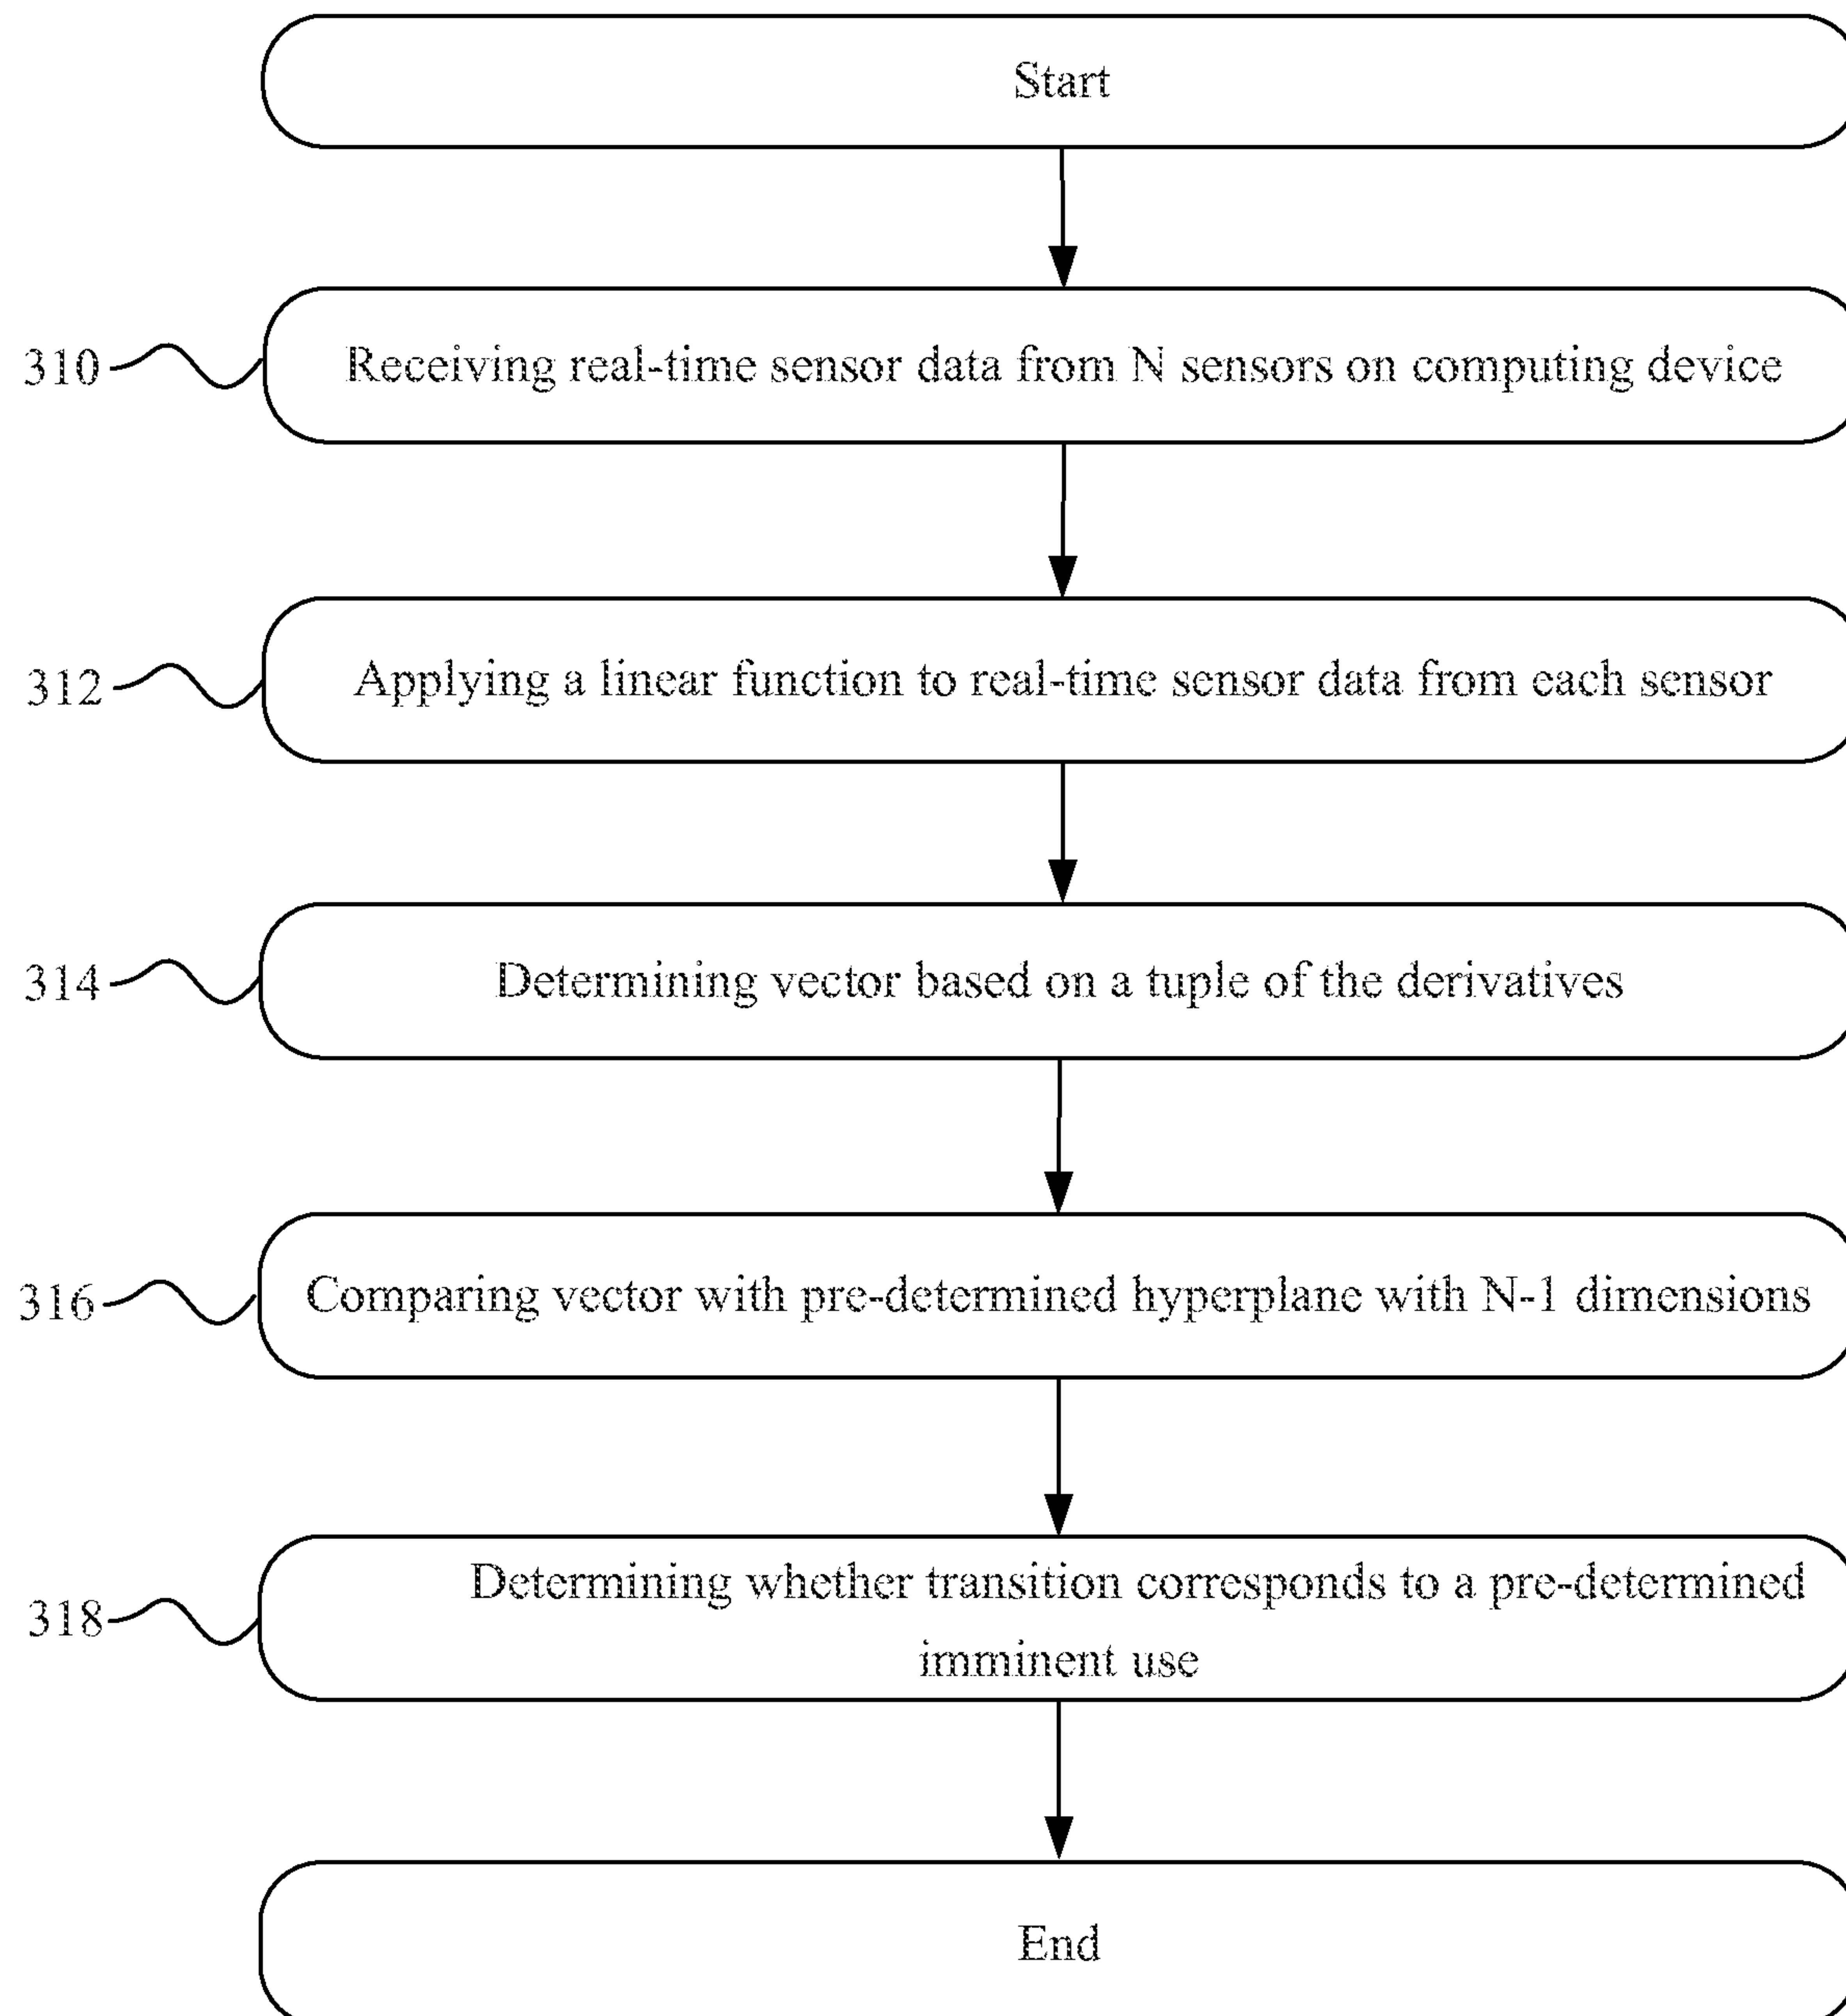 Start
310
Receiving real-time sensor data from N sensors on computing device
312
Applying a linear function to real-time sensor data from each sensor
314
Determining vector based on a tuple of the derivatives
316
Comparing vector with pre-determined hyperplane with N-1 dimensions
318
Determining whether transition corresponds to a pre-determined
imminent use
End